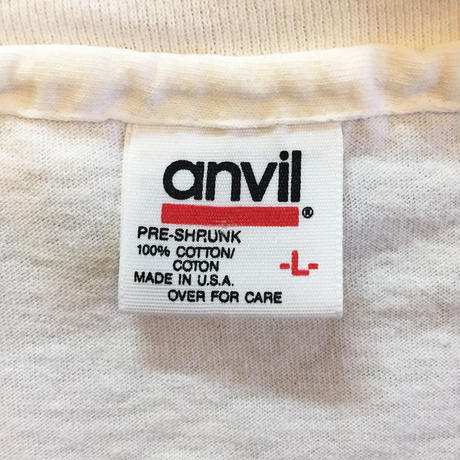 anvil®
PRE-SHRUNK
100% COTTON/
COTON -L-
MADE IN U.S.A.
OVER FOR CARE